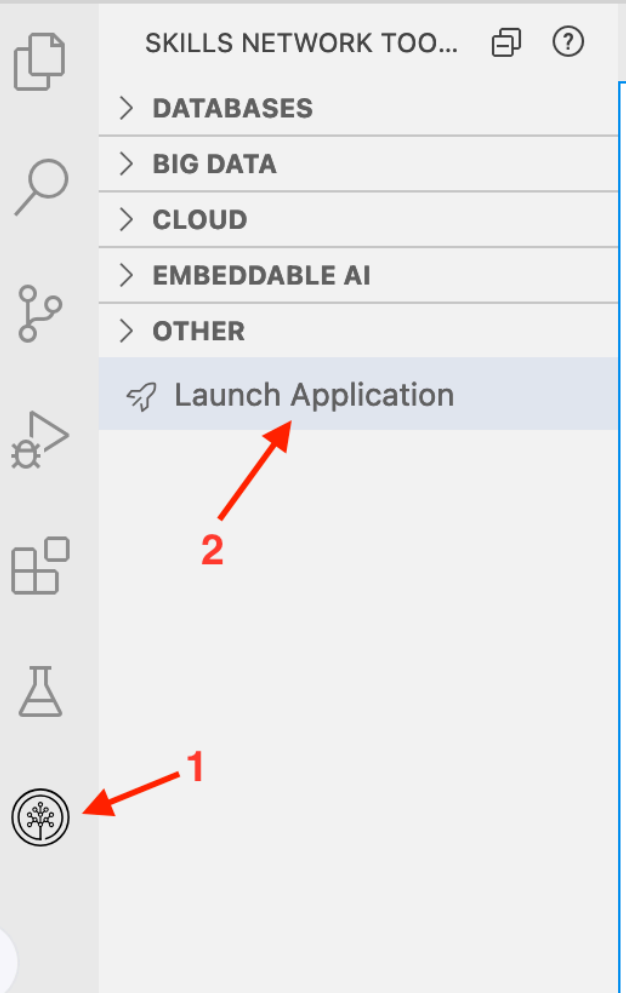 SKILLS NETWORK TOO...
?
DATABASES
BIG DATA
CLOUD
EMBEDDABLE AI
OTHER
Launch Application
2
1